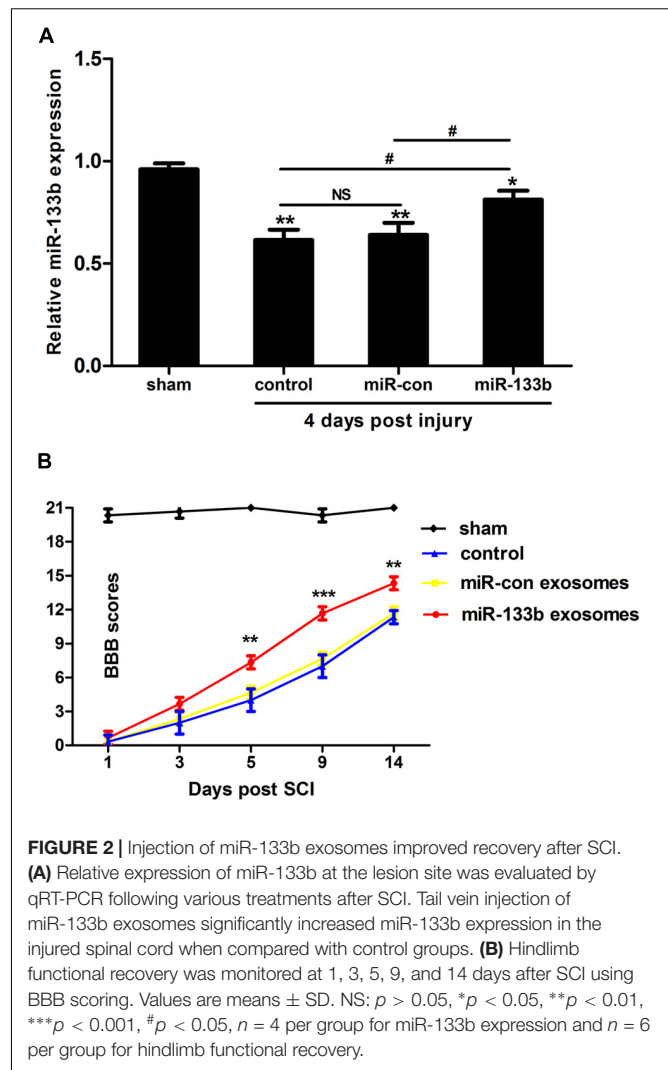 A
Relative miR-133b expression
1.5
1.0
0.5
0.0
#
#
NS
**
**
*
sham control miR-con miR-133b
4 days post injury
B
BBB scores
21
18
15
12
9
6
3
0
**
***
**
sham
control
miR-con exosomes
miR-133b exosomes
1 3 5 9 14
Days post SCI
FIGURE 2 | Injection of miR-133b exosomes improved recovery after SCI.
(A) Relative expression of miR-133b at the lesion site was evaluated by
qRT-PCR following various treatments after SCI. Tail vein injection of
miR-133b exosomes significantly increased miR-133b expression in the
injured spinal cord when compared with control groups. (B) Hindlimb
functional recovery was monitored at 1, 3, 5, 9, and 14 days after SCI using
BBB scoring. Values are means ± SD. NS: p > 0.05, *p < 0.05, **p < 0.01,
***p < 0.001, #p < 0.05, n = 4 per group for miR-133b expression and n = 6
per group for hindlimb functional recovery.